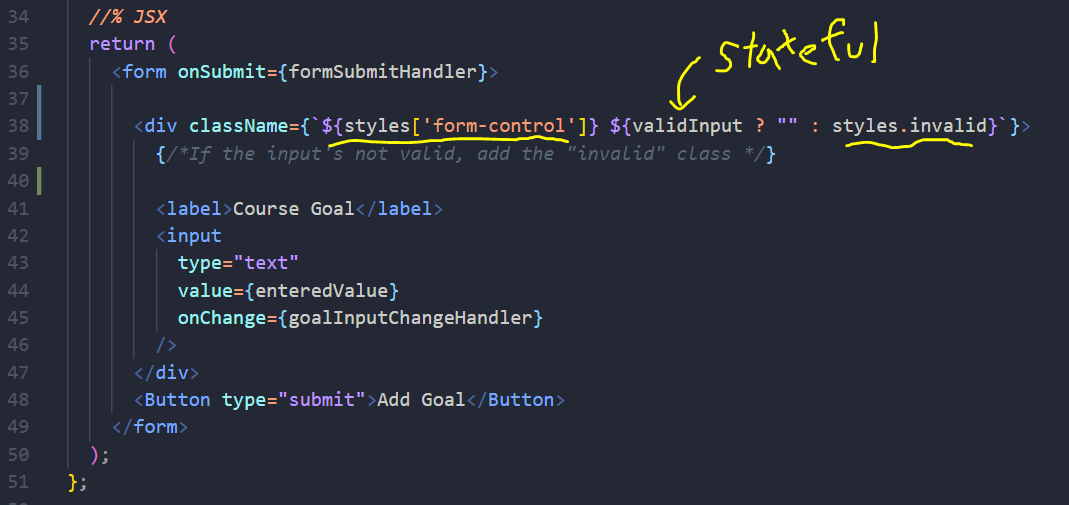 stateful
34 //% JSX
35 return (
36 <form onSubmit={formSubmitHandler}>
37
38 <div className={`${styles['form-control']} ${validInput ? "" : styles.invalid}`}>
39 {/*If the input's not valid, add the "invalid" class */}
40
41 <label>Course Goal</label>
42 <input
43 type="text"
44 value={enteredValue}
45 onChange={goalInputChangeHandler}
46 />
47 </div>
48 <Button type="submit">Add Goal</Button>
49 </form>
50 );
51 };